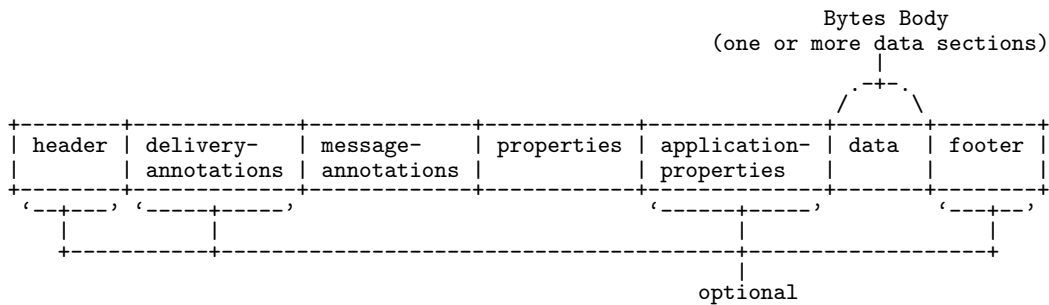 Bytes Body
(one or more data sections)
header delivery- message- properties application- data footer
annotations annotations properties
optional